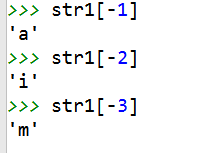 >>> str1[-1]
'a'
>>> str1[-2]
'i'
>>> str1[-3]
'm'